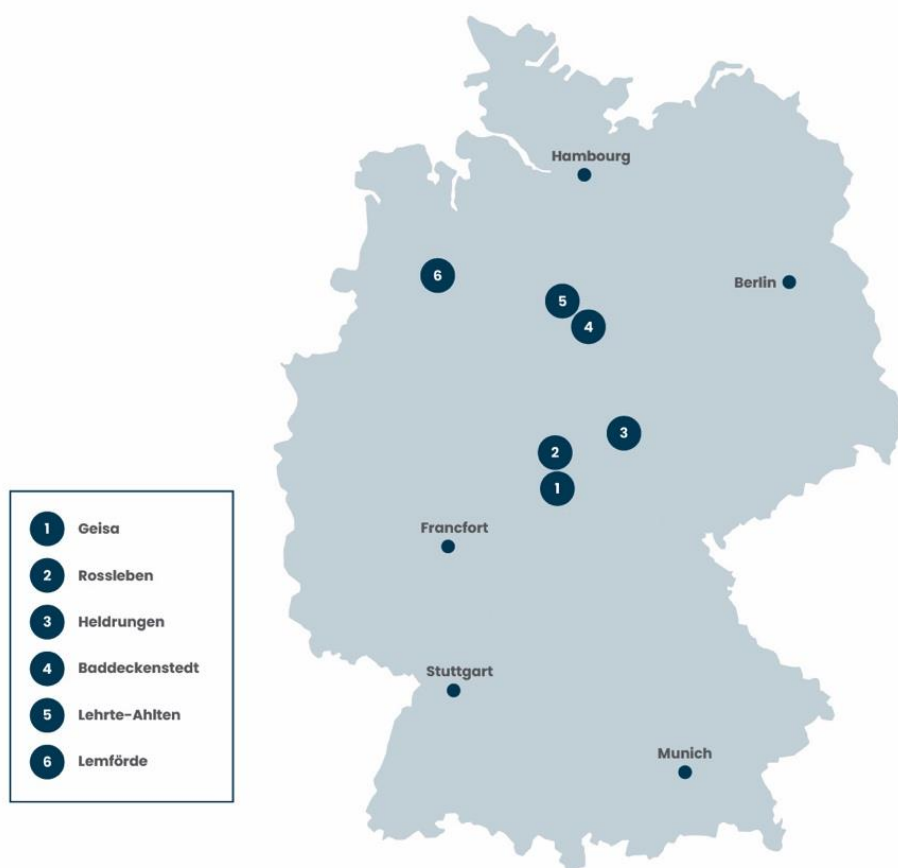 Hambourg
6
Berlin
5
4
3
2
1
Francfort
Stuttgart
Munich
1 Geisa
2 Rossleben
3 Heldrungen
4 Baddeckenstedt
5 Lehrte-Ahlten
6 Lemförde